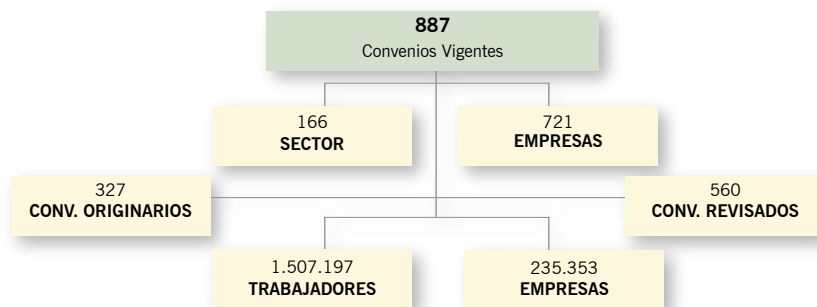 887
Convenios Vigentes
166
SECTOR
721
EMPRESAS
327
CONV. ORIGINARIOS
560
CONV. REVISADOS
1.507.197
TRABAJADORES
235.353
EMPRESAS